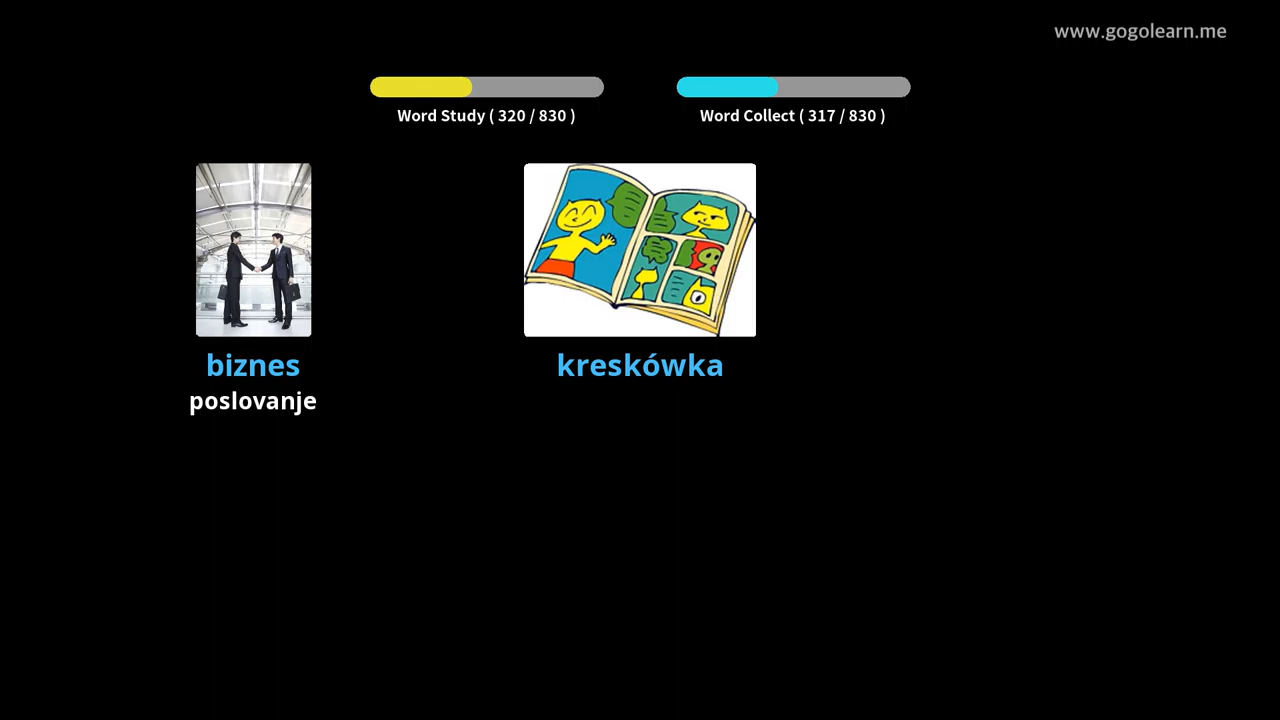 www.gogolearn.me
Word Study ( 320 / 830 )
Word Collect ( 317 / 830 )
biznes
poslovanje
kreskówka